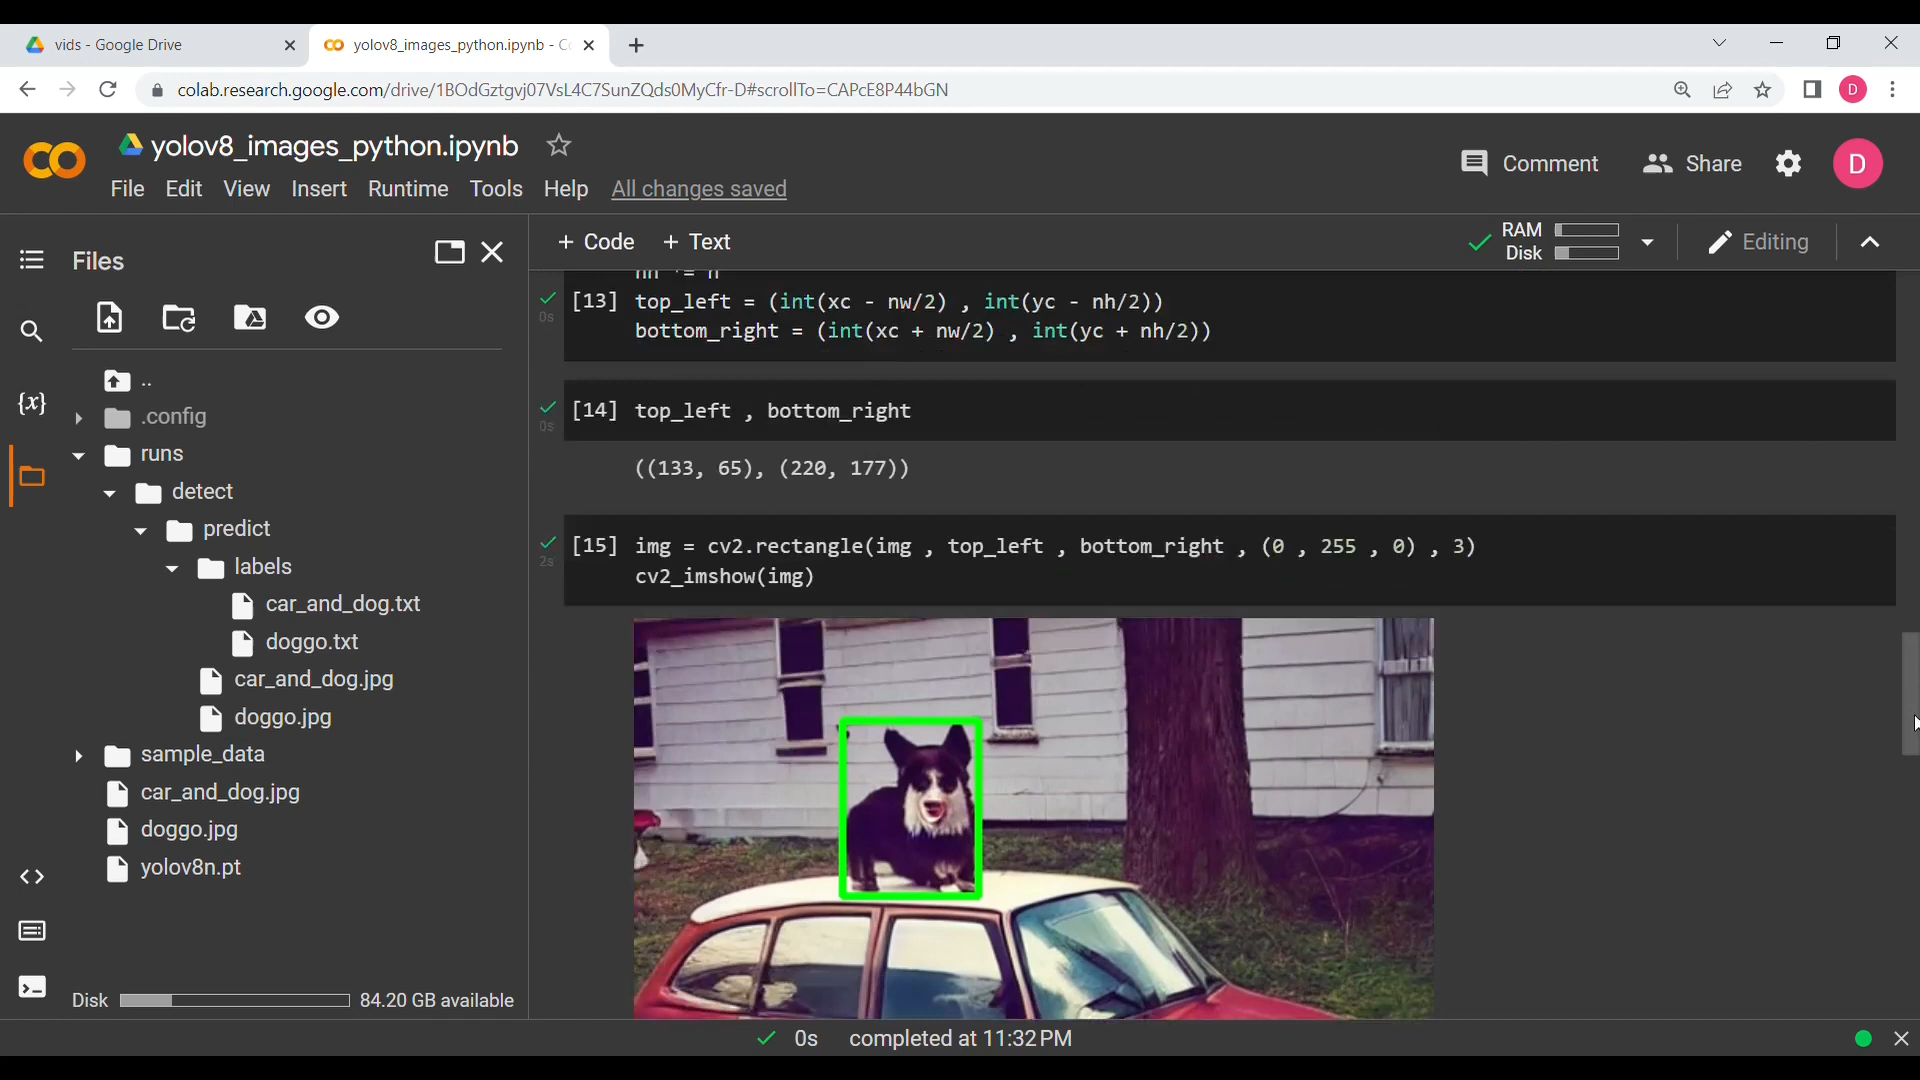 vids - Google Drive
yolov8_images_python.ipynb - C
colab.research.google.com/drive/1BOdGztgvj07VsL4C7SunZQds0MyCfr-D#scrollTo=CAPcE8P44bGN
D
yolov8_images_python.ipynb
File Edit View Insert Runtime Tools Help All changes saved
Comment
Share
D
Files
+ Code + Text
RAM
Disk
Editing
{x}
..
.config
runs
detect
predict
labels
car_and_dog.txt
doggo.txt
car_and_dog.jpg
doggo.jpg
sample_data
car_and_dog.jpg
doggo.jpg
yolov8n.pt
Disk 84.20 GB available
nh *= h
[13] top_left = (int(xc - nw/2) , int(yc - nh/2))
0s
bottom_right = (int(xc + nw/2) , int(yc + nh/2))
[14] top_left , bottom_right
0s
((133, 65), (220, 177))
[15] img = cv2.rectangle(img , top_left , bottom_right , (0 , 255 , 0) , 3)
2s
cv2_imshow(img)
0s completed at 11:32 PM